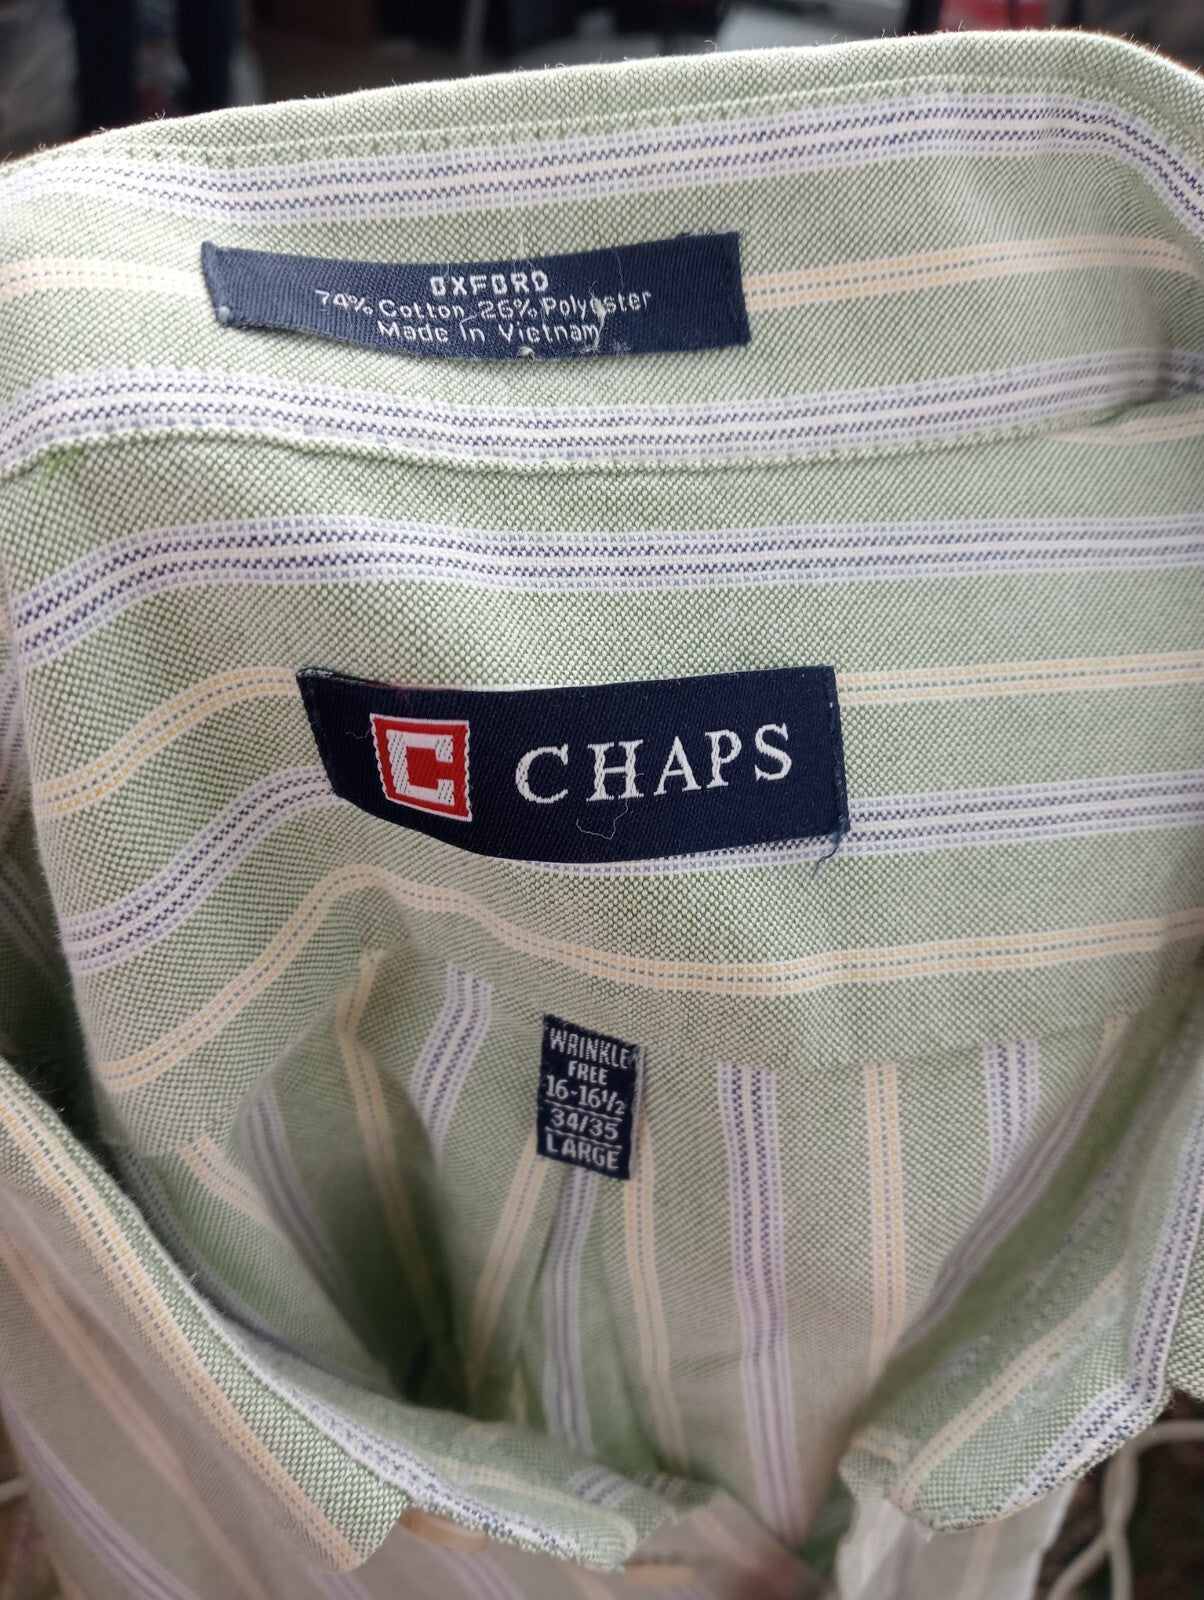 OXFORD
74% Cotton 26% Polyester
Made In Vietnam
C CHAPS
WRINKLE
FREE
16-16½
34/35
LARGE